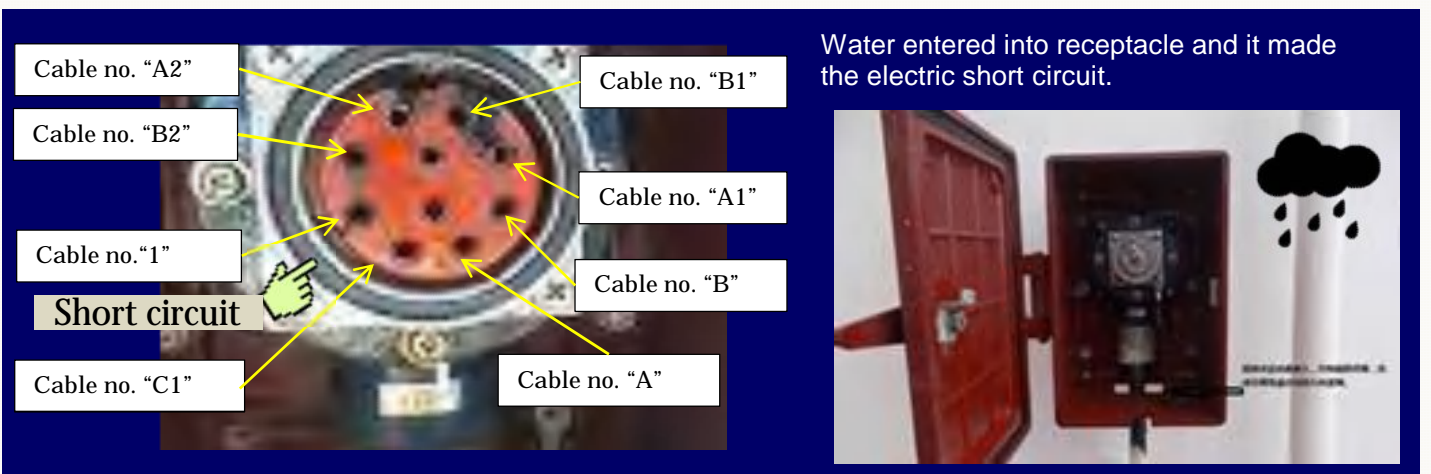 Cable no. “A2”
Cable no. “B1”
Cable no. “B2”
Cable no. “A1”
Cable no.“1”
Cable no. “B”
Short circuit
Cable no. “C1”
Cable no. “A”
Water entered into receptacle and it made
the electric short circuit.